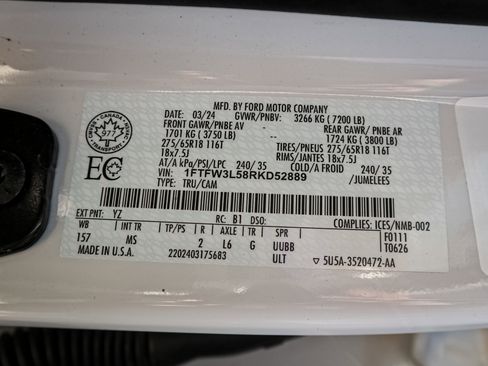 MFD. BY FORD MOTOR COMPANY
DATE: 03/24 GVWR/PNBV: 3266 KG ( 7200 LB)
FRONT GAWR/PNBE AV REAR GAWR/ PNBE AR
1701 KG ( 3750 LB) 1724 KG ( 3800 LB)
275/65R18 116T TIRES/PNEUS 275/65R18 116T
18x7.5J RIMS/JANTES 18x7.5J
AT/A kPa/PSI/LPC 240/ 35 COLD/A FROID 240/ 35
VIN: 1FTFW3L58RKD52889 /JUMELEES
TYPE: TRU/CAM
CANADA
977
TRANSPORT
EC
EXT PNT: YZ RC: B1 DSO: COMPLIES: ICES/NMB-002
WB INT TR TP/PS R AXLE TR SPR F0111
157 MS 2 L6 G UUBB T0626
MADE IN U.S.A. 2202403175683 ULT ▽ 5U5A-3520472-AA